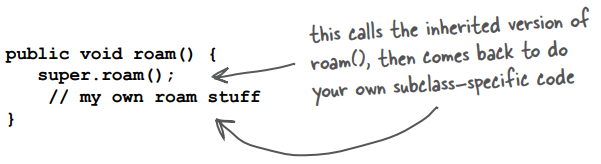 public void roam() {
super.roam();
// my own roam stuff
}
this calls the inherited version of
roam(), then comes back to do
your own subclass-specific code